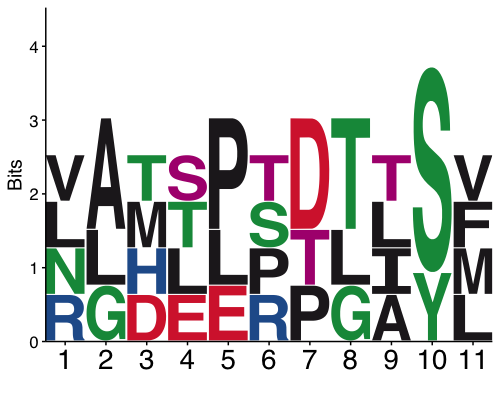 4
3
2
1
0
Bits
V A T S P T D T T S V
L M T S L F
N L H L L P T L I M
R G D E E R P G A Y L
1 2 3 4 5 6 7 8 9 10 11